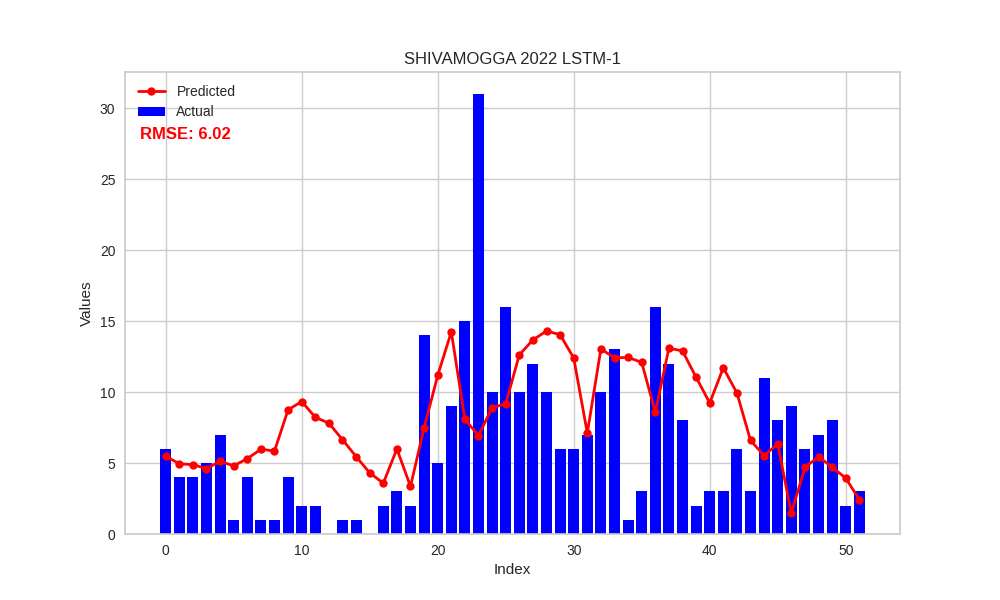 SHIVAMOGGA 2022 LSTM-1
Predicted
Actual
RMSE: 6.02
30
25
20
15
10
5
0
Values
0 10 20 30 40 50
Index